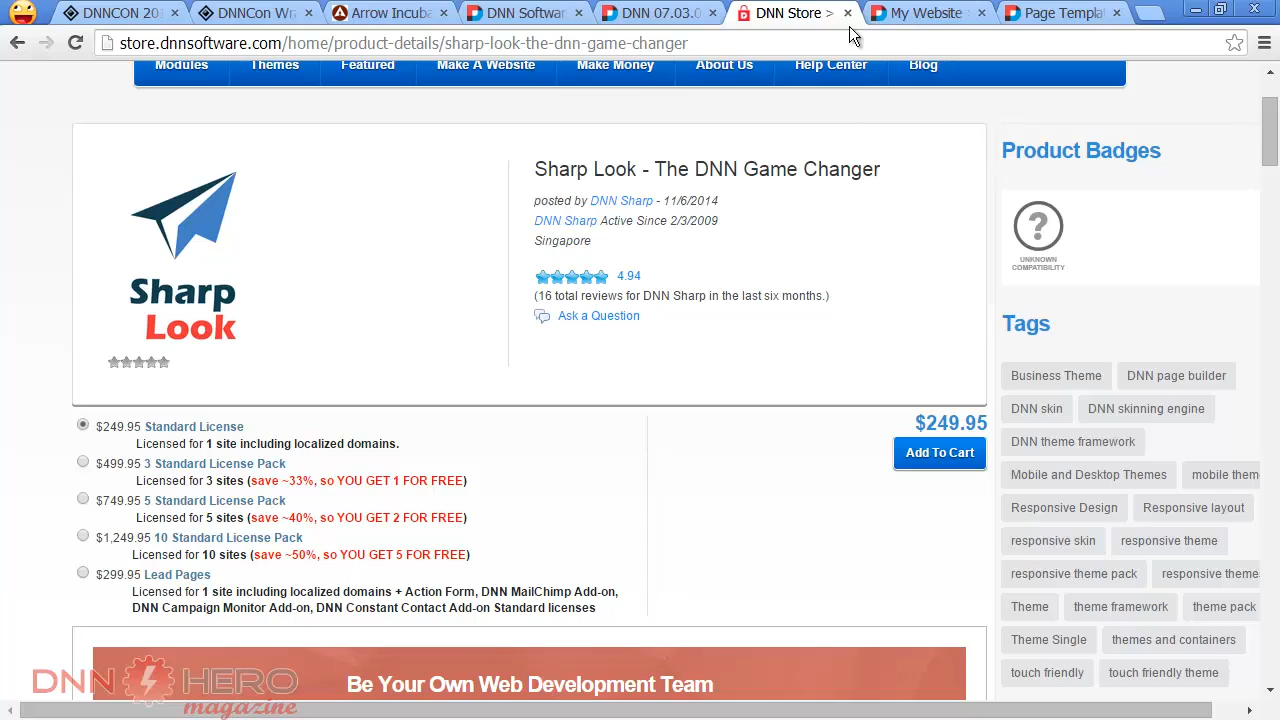 DNNCON 20
DNNCon Wra
Arrow Incub
DNN Softwar
DNN 07.03.0
DNN Store >
My Website
Page Templa
store.dnnsoftware.com/home/product-details/sharp-look-the-dnn-game-changer
Modules
Themes
Featured
Make A Website
Make Money
About Us
Help Center
Blog
Sharp
Look
Sharp Look - The DNN Game Changer
posted by DNN Sharp - 11/6/2014
DNN Sharp Active Since 2/3/2009
Singapore
4.94
(16 total reviews for DNN Sharp in the last six months.)
Ask a Question
$249.95 Standard License
Licensed for 1 site including localized domains.
$499.95 3 Standard License Pack
Licensed for 3 sites (save ~33%, so YOU GET 1 FOR FREE)
$749.95 5 Standard License Pack
Licensed for 5 sites (save ~40%, so YOU GET 2 FOR FREE)
$1,249.95 10 Standard License Pack
Licensed for 10 sites (save ~50%, so YOU GET 5 FOR FREE)
$299.95 Lead Pages
Licensed for 1 site including localized domains + Action Form, DNN MailChimp Add-on,
DNN Campaign Monitor Add-on, DNN Constant Contact Add-on Standard licenses
$249.95
Add To Cart
Be Your Own Web Development Team
DNN HERO
magazine
Product Badges
?
UNKNOWN
COMPATIBILITY
Tags
Business Theme
DNN page builder
DNN skin
DNN skinning engine
DNN theme framework
Mobile and Desktop Themes
mobile them
Responsive Design
Responsive layout
responsive skin
responsive theme
responsive theme pack
responsive theme
Theme
theme framework
theme pack
Theme Single
themes and containers
touch friendly
touch friendly theme